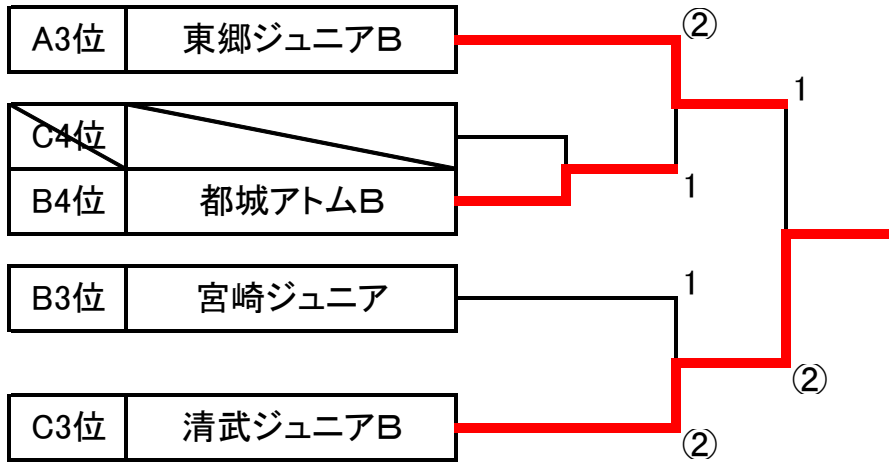 A3位 東郷ジュニアB ②
1
C4位
B4位 都城アトムB 1
B3位 宮崎ジュニア 1
②
C3位 清武ジュニアB ②